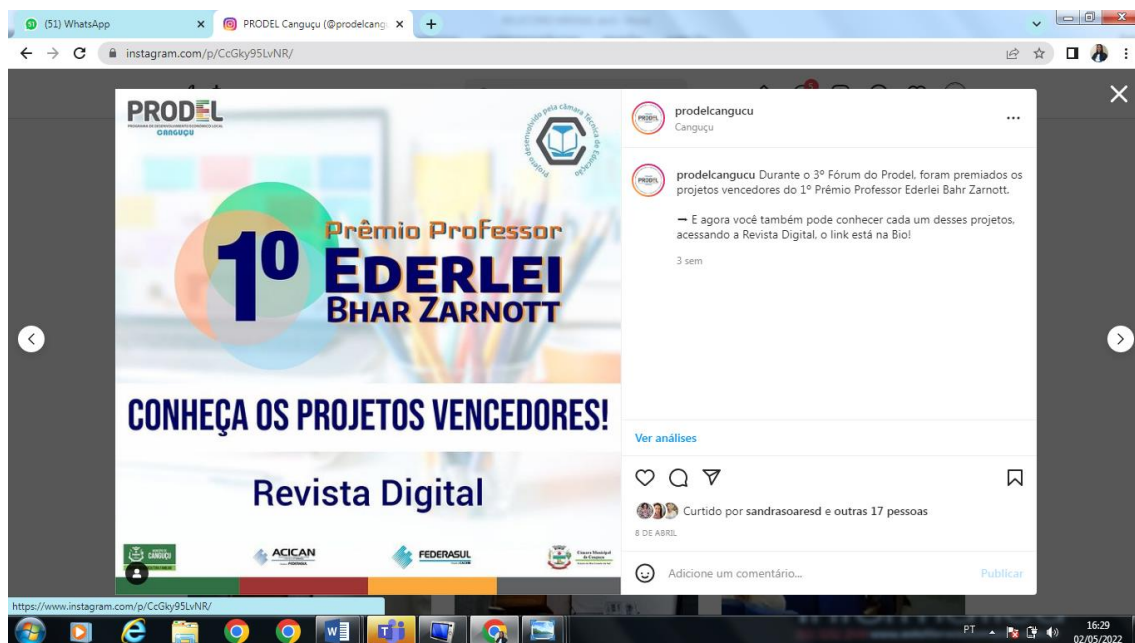 (51) WhatsApp
PRODEL Canguçu (@prodelcangu
instagram.com/p/CcGky95LvNR/
PRODEL
PROGRAMA DE DESENVOLVIMENTO ECONÔMICO LOCAL
CANGUÇU
Projeto desenvolvido pela câmara Técnica de Educação
1º
Prêmio Professor
EDERLEI
BHAR ZARNOTT
CONHEÇA OS PROJETOS VENCEDORES!
Revista Digital
CANGUÇU
ACICAN
FEDERASUL
Câmara Municipal
de Canguçu
prodelcangucu
Canguçu
prodelcangucu Durante o 3º Fórum do Prodel, foram premiados os
projetos vencedores do 1º Prêmio Professor Ederlei Bahr Zarnott.
→ E agora você também pode conhecer cada um desses projetos,
acessando a Revista Digital, o link está na Bio!
3 sem
Ver análises
Curtido por sandrasoaresd e outras 17 pessoas
8 DE ABRIL
Adicione um comentário...
Publicar
https://www.instagram.com/p/CcGky95LvNR/
PT
16:29
02/05/2022